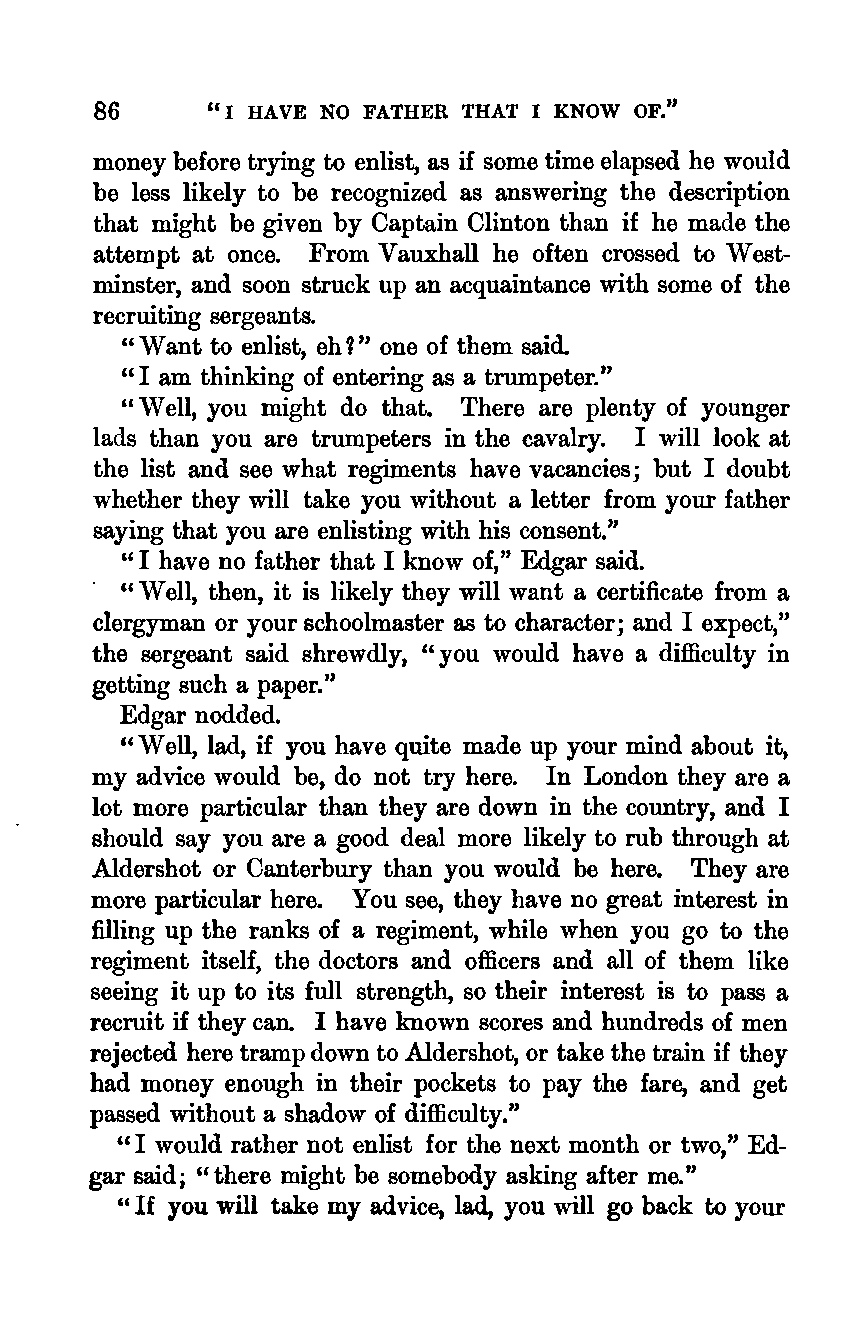 86 "I HAVE NO FATHER THAT I KNOW OF."
money before trying to enlist, as if some time elapsed he would
be less likely to be recognized as answering the description
that might be given by Captain Clinton than if he made the
attempt at once. From Vauxhall he often crossed to West-
minster, and soon struck up an acquaintance with some of the
recruiting sergeants.
"Want to enlist, eh?" one of them said.
"I am thinking of entering as a trumpeter."
"Well, you might do that. There are plenty of younger
lads than you are trumpeters in the cavalry. I will look at
the list and see what regiments have vacancies; but I doubt
whether they will take you without a letter from your father
saying that you are enlisting with his consent."
"I have no father that I know of," Edgar said.
"Well, then, it is likely they will want a certificate from a
clergyman or your schoolmaster as to character; and I expect,"
the sergeant said shrewdly, "you would have a difficulty in
getting such a paper."
Edgar nodded.
"Well, lad, if you have quite made up your mind about it,
my advice would be, do not try here. In London they are a
lot more particular than they are down in the country, and I
should say you are a good deal more likely to rub through at
Aldershot or Canterbury than you would be here. They are
more particular here. You see, they have no great interest in
filling up the ranks of a regiment, while when you go to the
regiment itself, the doctors and officers and all of them like
seeing it up to its full strength, so their interest is to pass a
recruit if they can. I have known scores and hundreds of men
rejected here tramp down to Aldershot, or take the train if they
had money enough in their pockets to pay the fare, and get
passed without a shadow of difficulty."
"I would rather not enlist for the next month or two," Ed-
gar said; "there might be somebody asking after me."
"If you will take my advice, lad, you will go back to your